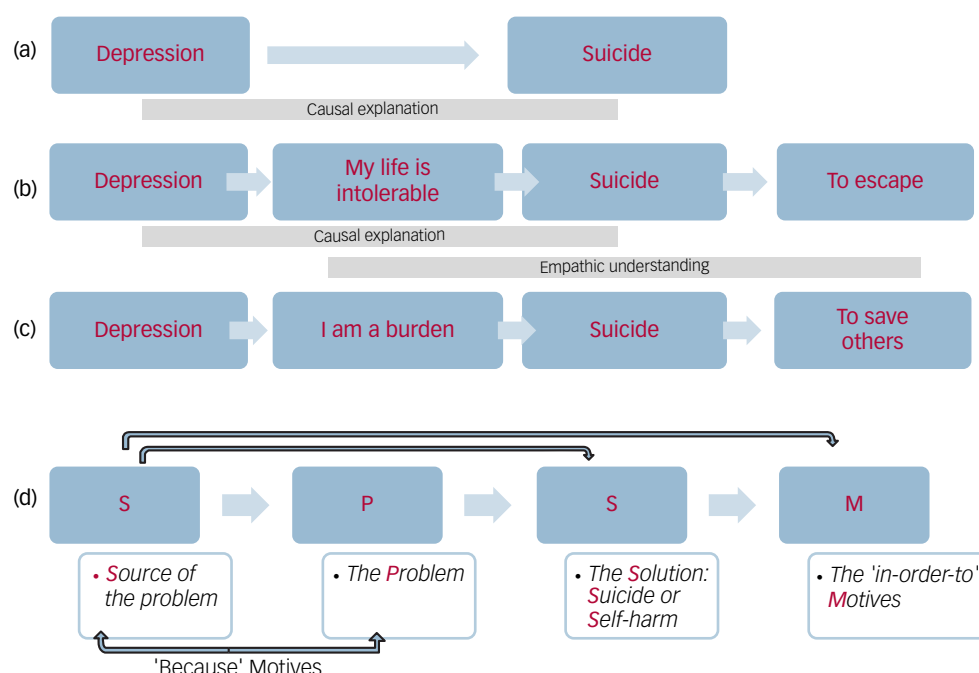 (a)
Depression
Suicide
Causal explanation
(b)
Depression
My life is
intolerable
Suicide
To escape
Causal explanation
Empathic understanding
(c)
Depression
I am a burden
Suicide
To save
others
(d)
S
P
S
M
• Source of
the problem
• The Problem
• The Solution:
Suicide or
Self-harm
• The 'in-order-to'
Motives
'Because' Motives